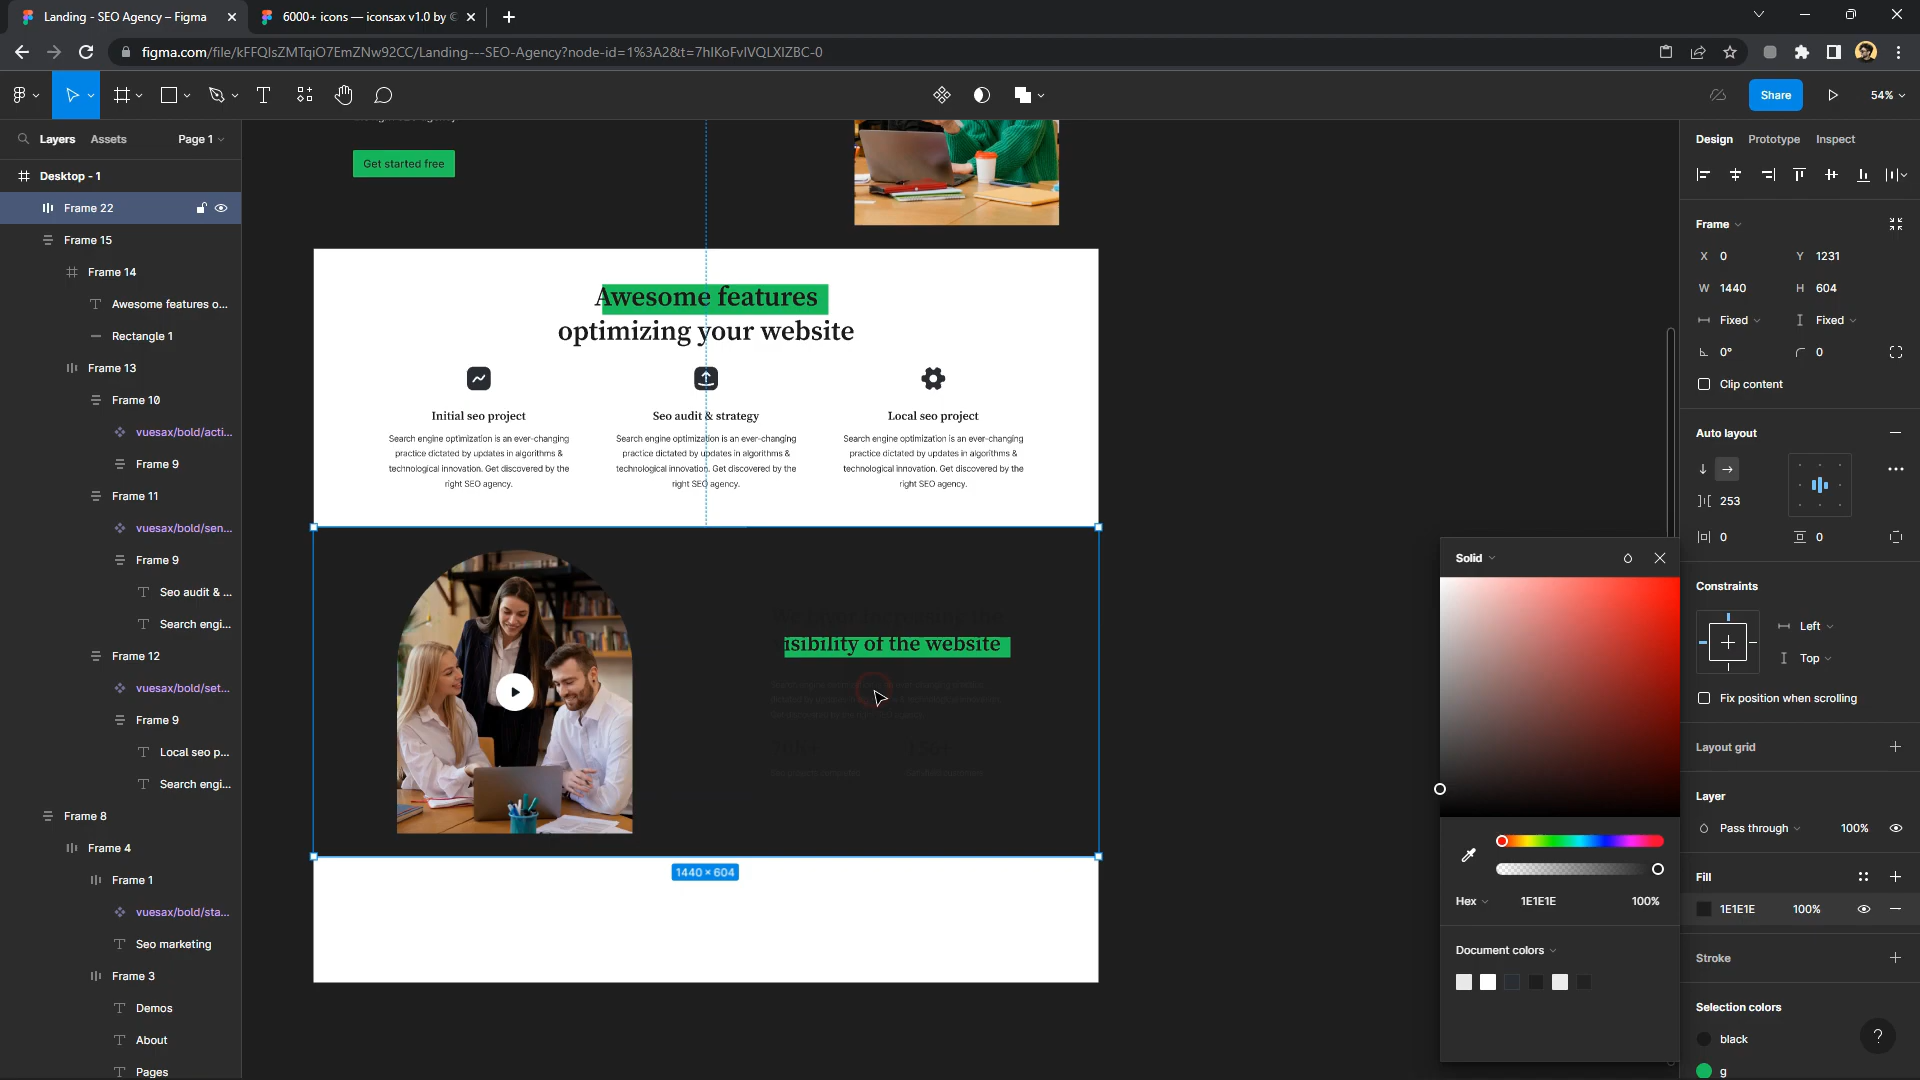 Landing - SEO Agency – Figma
6000+ icons — iconsax v1.0 by
figma.com/file/kFFQIsZMTqiO7EmZNw92CC/Landing---SEO-Agency?node-id=1%3A2&t=7hIKoFvIVQLXIZBC-0
Share
54%
Layers
Assets
Page 1
Desktop - 1
Frame 22
Frame 15
Frame 14
Awesome features o...
Rectangle 1
Frame 13
Frame 10
vuesax/bold/acti...
Frame 9
Frame 11
vuesax/bold/sen...
Frame 9
Seo audit & ...
Search engi...
Frame 12
vuesax/bold/set...
Frame 9
Local seo p...
Search engi...
Frame 8
Frame 4
Frame 1
vuesax/bold/sta...
Seo marketing
Frame 3
Demos
About
Pages
Get started free
Awesome features
optimizing your website
Initial seo project
Search engine optimization is an ever-changing
practice dictated by updates in algorithms &
technological innovation. Get discovered by the
right SEO agency.
Seo audit & strategy
Search engine optimization is an ever-changing
practice dictated by updates in algorithms &
technological innovation. Get discovered by the
right SEO agency.
Local seo project
Search engine optimization is an ever-changing
practice dictated by updates in algorithms &
technological innovation. Get discovered by the
right SEO agency.
isibility of the website
1440 × 604
Solid
Hex
1E1E1E
100%
Document colors
Design
Prototype
Inspect
Frame
X 0
Y 1231
W 1440
H 604
Fixed
Fixed
0°
0
Clip content
Auto layout
253
0
0
Constraints
Left
Top
Fix position when scrolling
Layout grid
Layer
Pass through
100%
Fill
1E1E1E
100%
Stroke
Selection colors
black
g
?